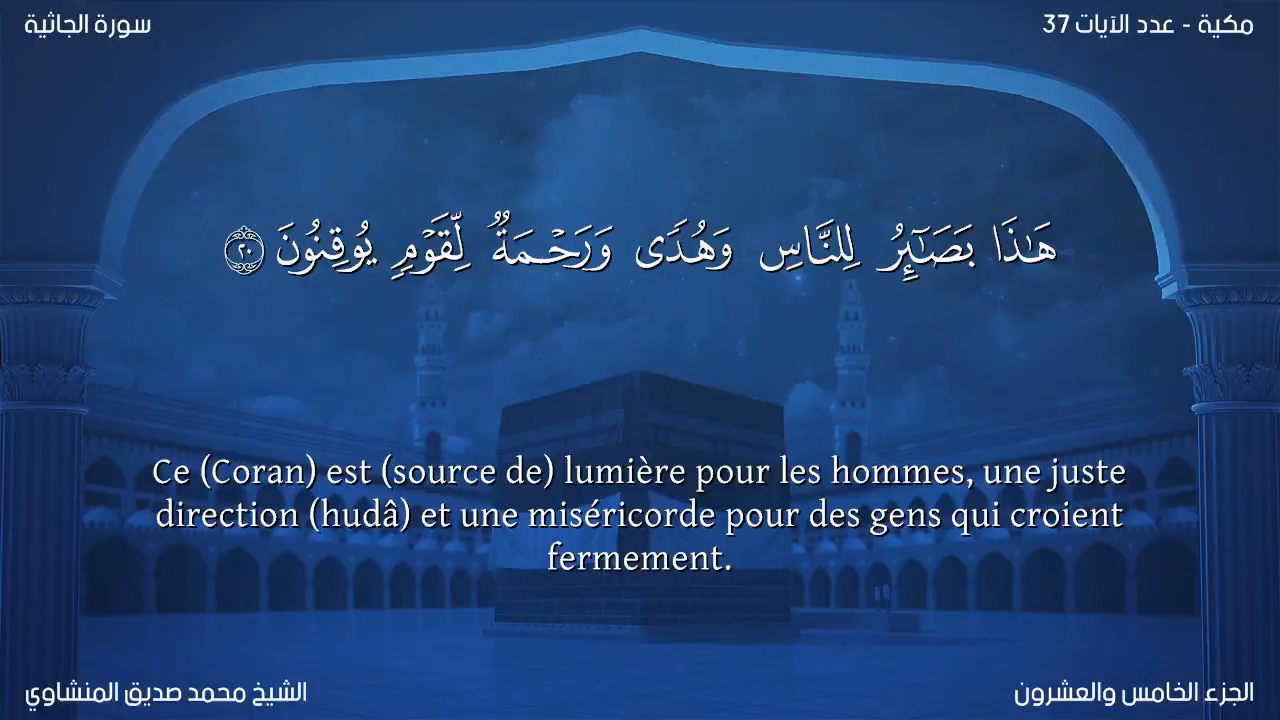 مكية - عدد الآيات 37
سورة الجاثية
هَٰذَا بَصَٰٓئِرُ لِلنَّاسِ وَهُدًى وَرَحْمَةٌ لِّقَوْمٍ يُوقِنُونَ ٢٠
Ce (Coran) est (source de) lumière pour les hommes, une juste
direction (hudâ) et une miséricorde pour des gens qui croient
fermement.
الجزء الخامس والعشرون
الشيخ محمد صديق المنشاوي